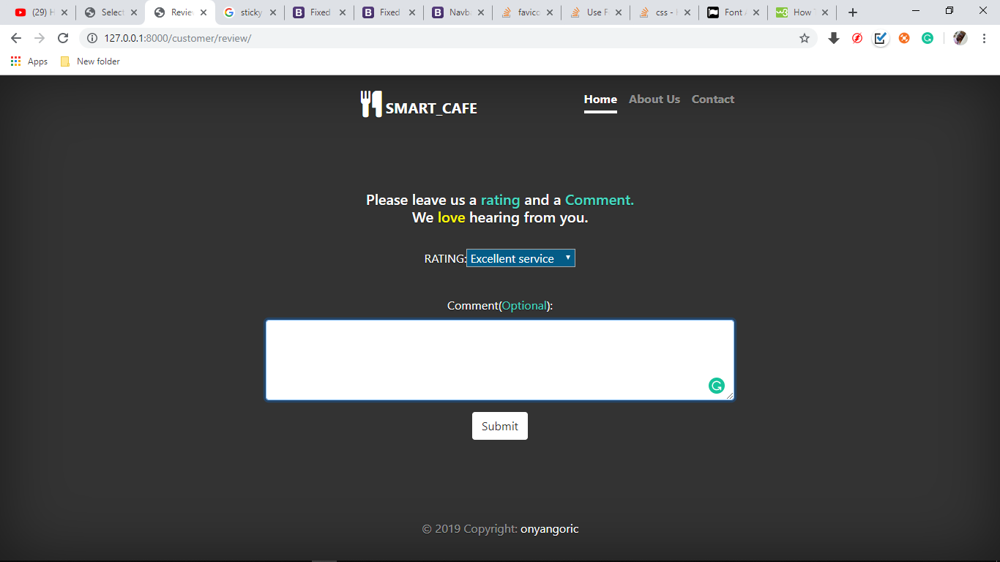 (29) H
Select
Review
sticky
Fixed
Fixed
Navba
favico
Use F
css -
Font
How
127.0.0.1:8000/customer/review/
Apps
New folder
SMART_CAFE
Home
About Us
Contact
Please leave us a rating and a Comment.
We love hearing from you.
RATING:
Excellent service
Comment(Optional):
Submit
© 2019 Copyright: onyangoric